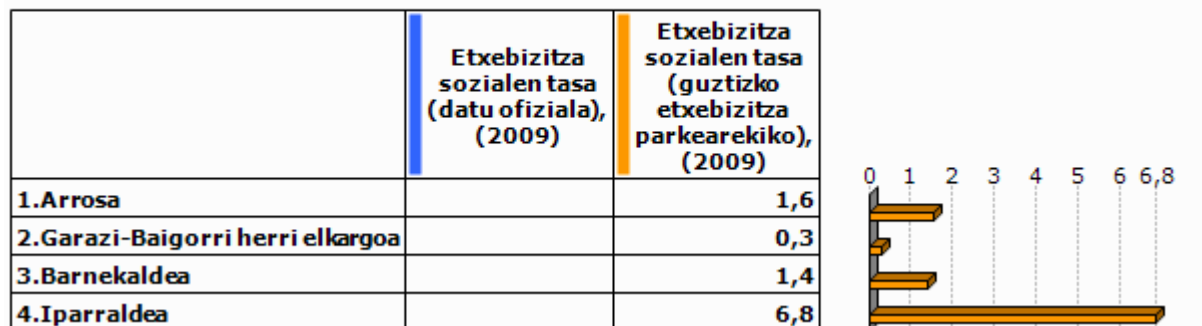 Etxebizitza
sozialen tasa
(datu ofiziala),
(2009)
Etxebizitza
sozialen tasa
(guztizko
etxebizitza
parkearekiko),
(2009)
0 1 2 3 4 5 6 6,8
1.Arrosa 1,6
2.Garazi-Baigorri herri elkargoa 0,3
3.Barnekaldea 1,4
4.Iparraldea 6,8